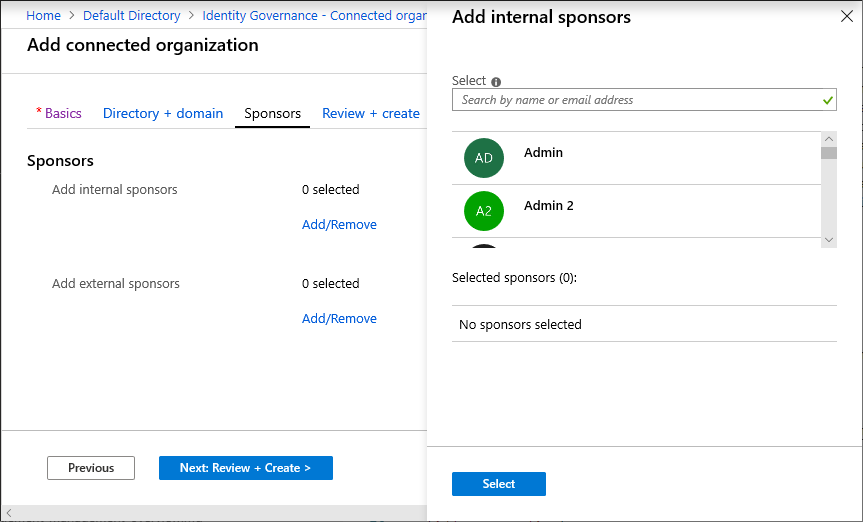 Home > Default Directory > Identity Governance - Connected organ
Add connected organization
* Basics Directory + domain Sponsors Review + create
Sponsors
Add internal sponsors 0 selected
Add/Remove
Add external sponsors 0 selected
Add/Remove
Previous Next: Review + Create >
Add internal sponsors
Select
Search by name or email address
AD Admin
A2 Admin 2
Selected sponsors (0):
No sponsors selected
Select